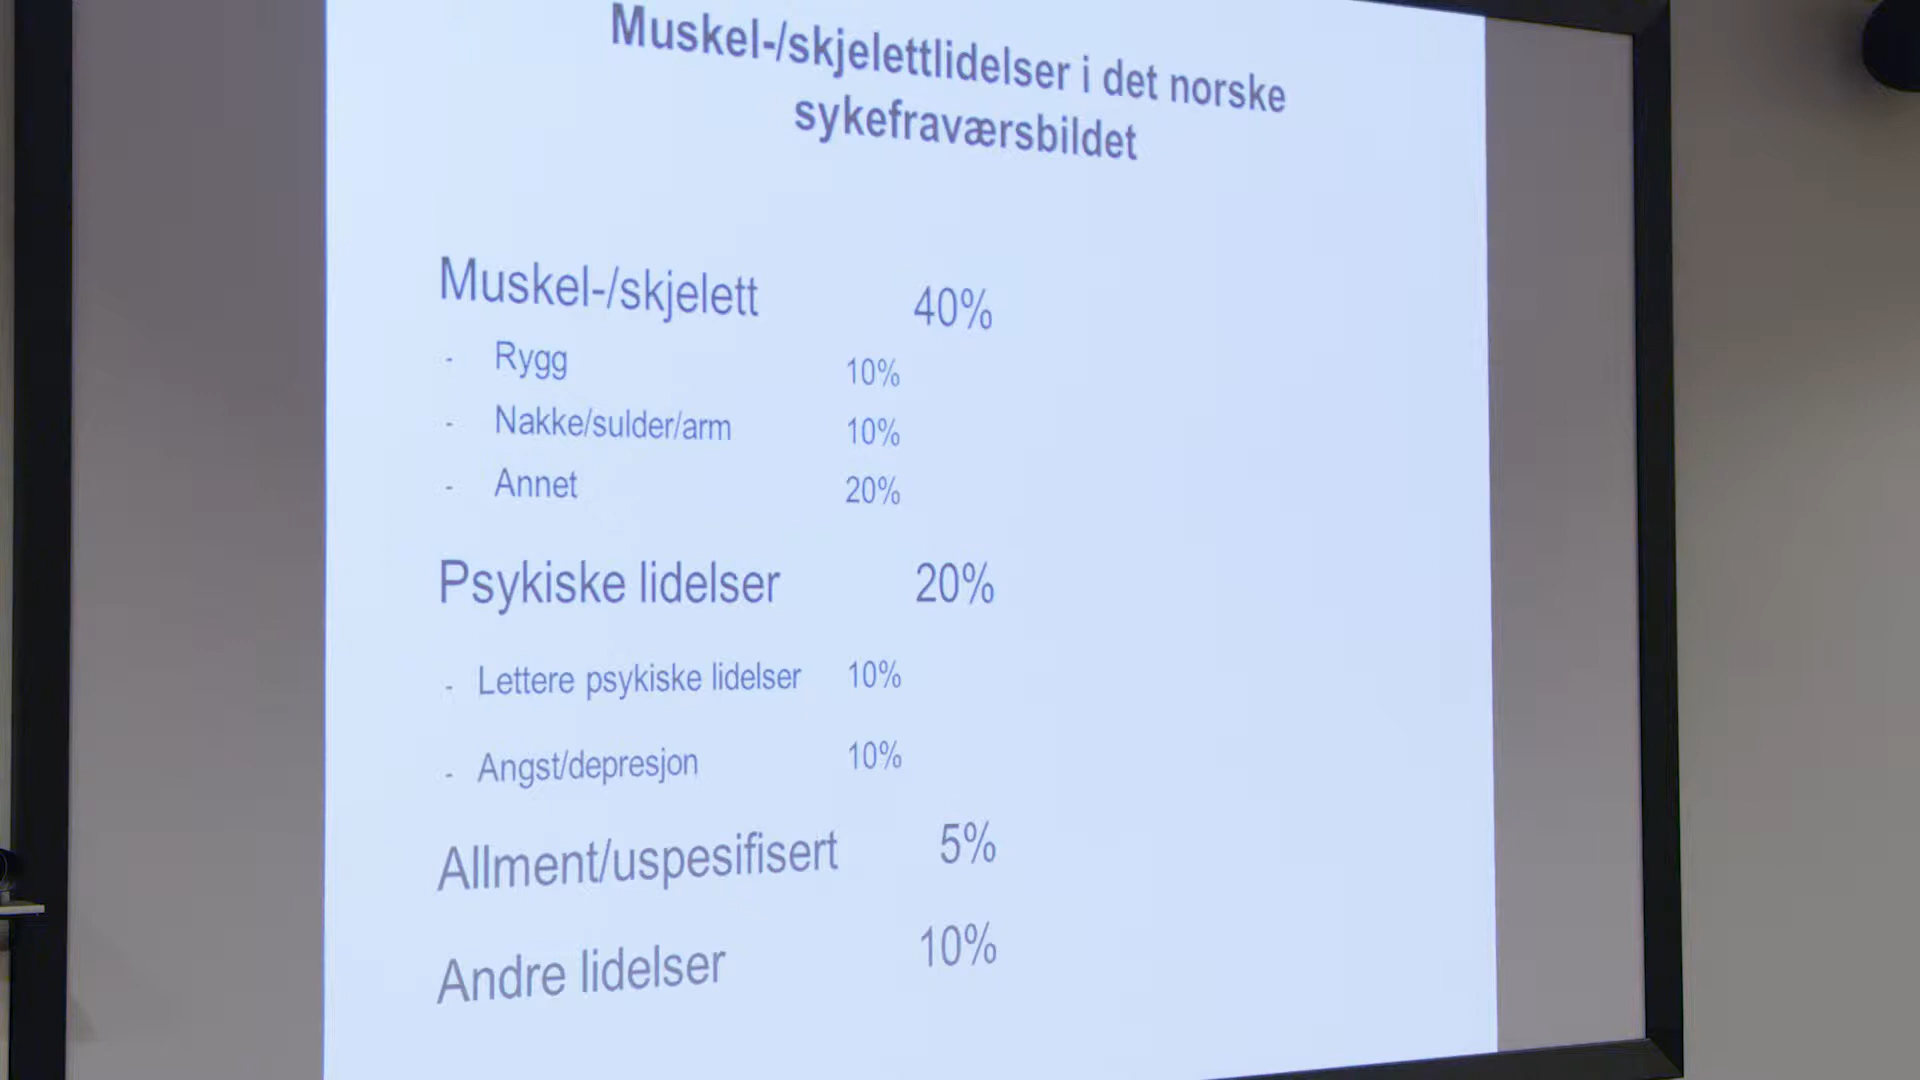 Muskel-/skjelettlidelser i det norske
sykefraværsbildet
Muskel-/skjelett 40%
- Rygg 10%
- Nakke/sulder/arm 10%
- Annet 20%
Psykiske lidelser 20%
- Lettere psykiske lidelser 10%
- Angst/depresjon 10%
Allment/uspesifisert 5%
Andre lidelser 10%